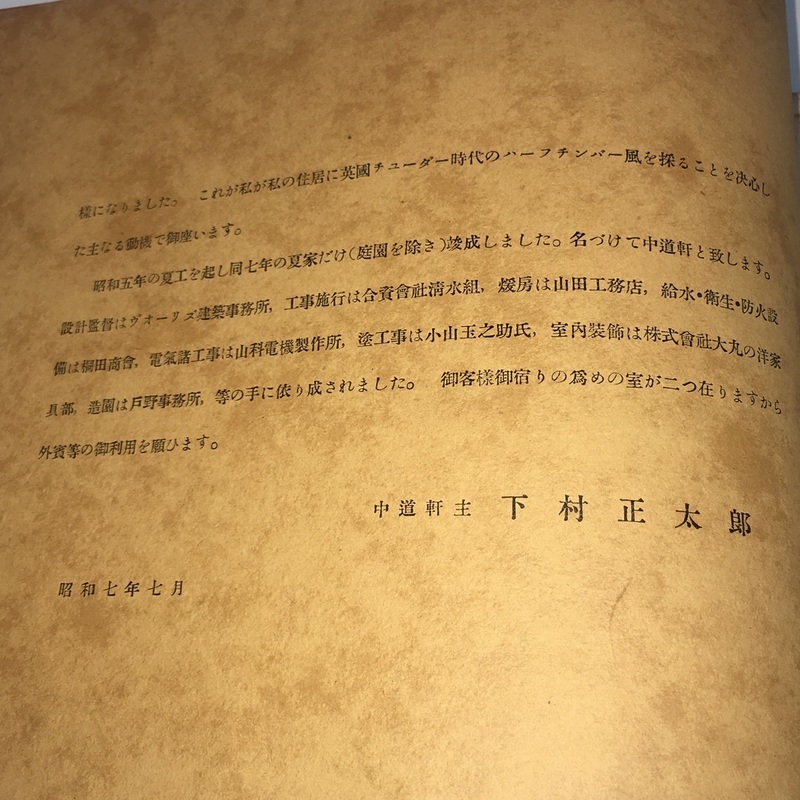 様になりました。 これが私が私の住居に英國チューダー時代のハーフチンバー風を採ることを決心し
た主なる動機で御座います。
昭和五年の夏工を起し同七年の夏家だけ(庭園を除き)竣成しました。名づけて中道軒と致します。
設計監督はヴオーリズ建築事務所, 工事施行は合資會社淸水組, 煖房は山田工務店, 給水・衛生・防火設
備は桐田商會, 電氣諸工事は山科電機製作所, 塗工事は小山玉之助氏, 室內裝飾は株式會社大丸の洋家
具部, 造園は戸野事務所, 等の手に依り成されました。 御客様御宿りの爲めの室が二つ在りますから
外賓等の御利用を願ひます。
中道軒主 下村正太郎
昭和七年七月